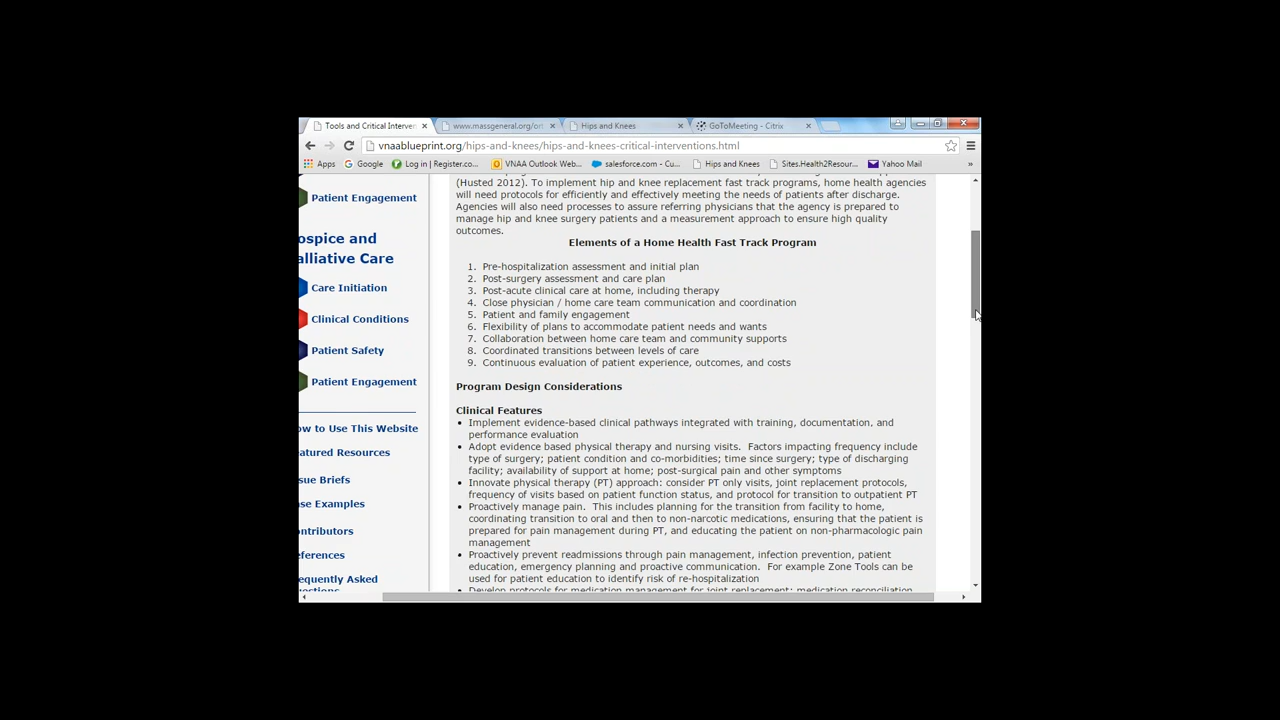 Tools and Critical Interven
www.massgeneral.org/or
Hips and Knees
GoToMeeting - Citrix
vnaablueprint.org/hips-and-knees/hips-and-knees-critical-interventions.html
Apps
Google
Log in | Register.co...
VNAA Outlook Web...
salesforce.com - Cu...
Hips and Knees
Sites.Health2Resour...
Yahoo Mail
»
Patient Engagement
ospice and
alliative Care
Care Initiation
Clinical Conditions
Patient Safety
Patient Engagement
ow to Use This Website
atured Resources
sue Briefs
se Examples
ontributors
eferences
equently Asked
(Husted 2012). To implement hip and knee replacement fast track programs, home health agencies
will need protocols for efficiently and effectively meeting the needs of patients after discharge.
Agencies will also need processes to assure referring physicians that the agency is prepared to
manage hip and knee surgery patients and a measurement approach to ensure high quality
outcomes.
Elements of a Home Health Fast Track Program
1. Pre-hospitalization assessment and initial plan
2. Post-surgery assessment and care plan
3. Post-acute clinical care at home, including therapy
4. Close physician / home care team communication and coordination
5. Patient and family engagement
6. Flexibility of plans to accommodate patient needs and wants
7. Collaboration between home care team and community supports
8. Coordinated transitions between levels of care
9. Continuous evaluation of patient experience, outcomes, and costs
Program Design Considerations
Clinical Features
• Implement evidence-based clinical pathways integrated with training, documentation, and
performance evaluation
• Adopt evidence based physical therapy and nursing visits. Factors impacting frequency include
type of surgery; patient condition and co-morbidities; time since surgery; type of discharging
facility; availability of support at home; post-surgical pain and other symptoms
• Innovate physical therapy (PT) approach: consider PT only visits, joint replacement protocols,
frequency of visits based on patient function status, and protocol for transition to outpatient PT
• Proactively manage pain. This includes planning for the transition from facility to home,
coordinating transition to oral and then to non-narcotic medications, ensuring that the patient is
prepared for pain management during PT, and educating the patient on non-pharmacologic pain
management
• Proactively prevent readmissions through pain management, infection prevention, patient
education, emergency planning and proactive communication. For example Zone Tools can be
used for patient education to identify risk of re-hospitalization
• Develop protocols for medication management for joint replacement: medication reconciliation